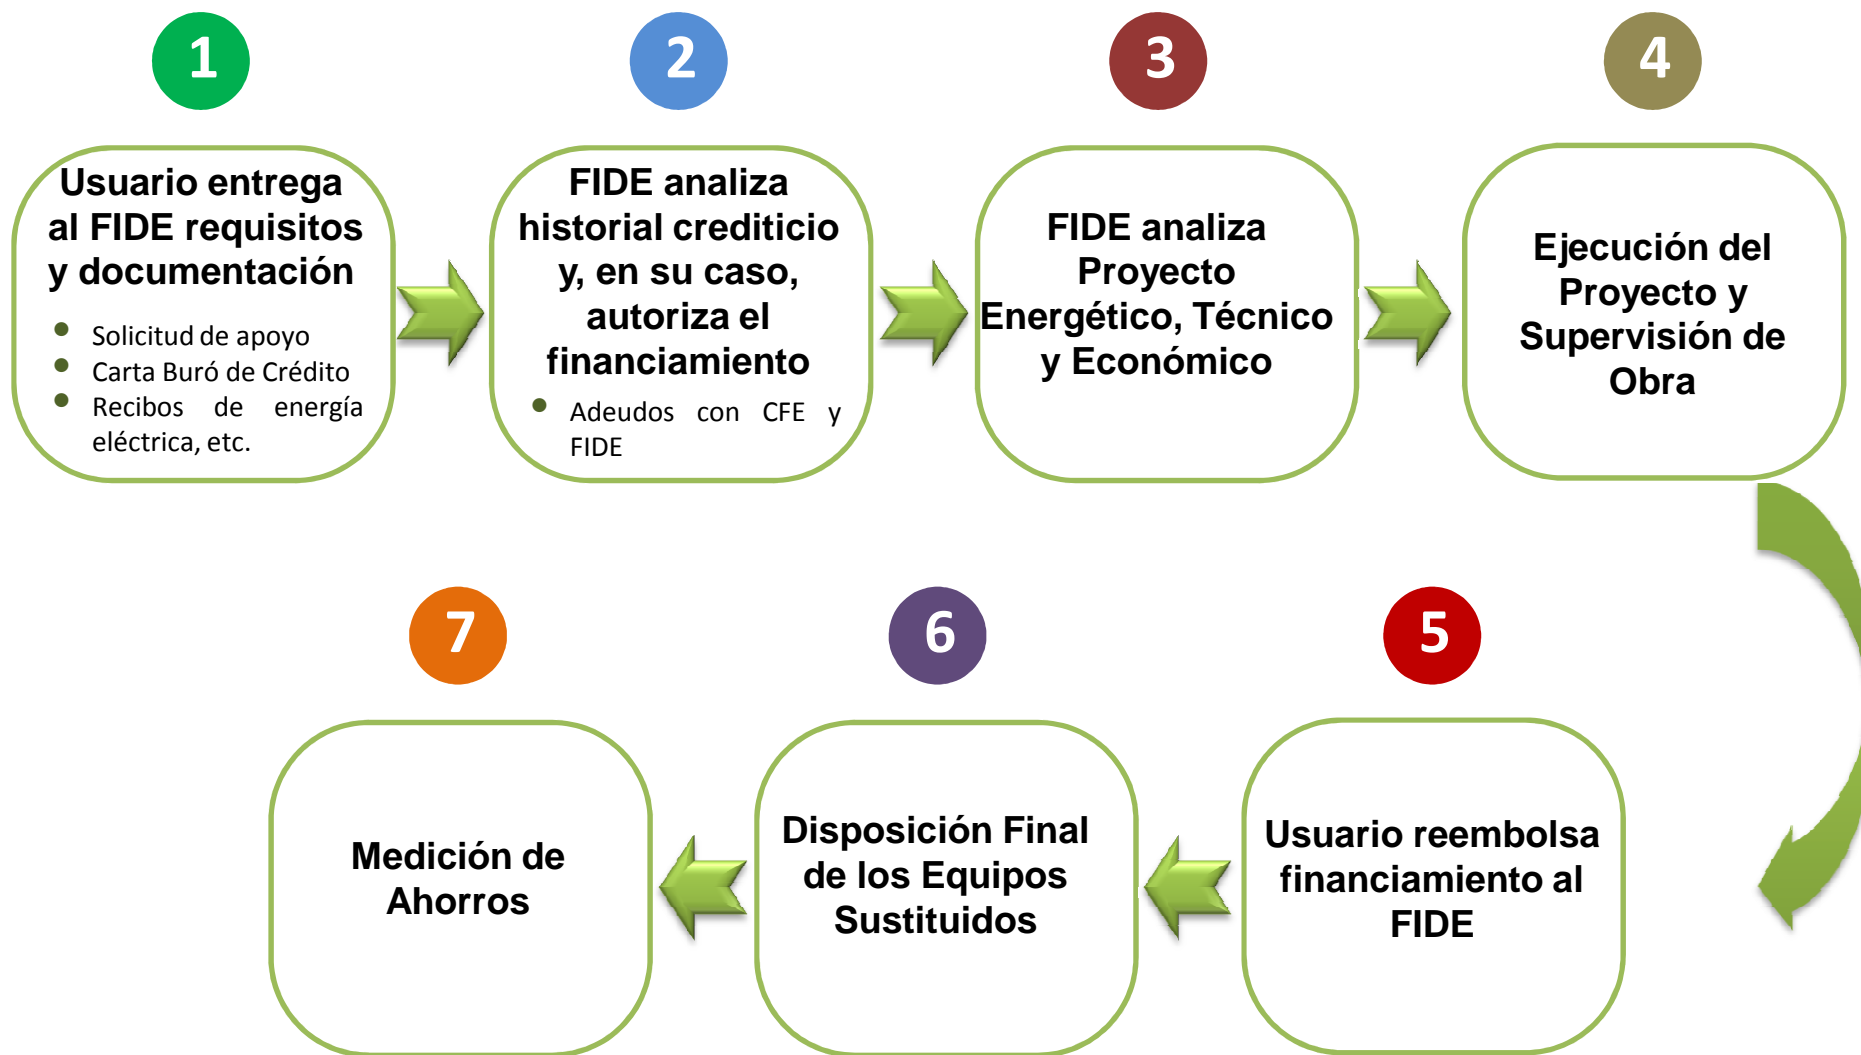 1
Usuario entrega
al FIDE requisitos
y documentación
• Solicitud de apoyo
• Carta Buró de Crédito
• Recibos de energía
eléctrica, etc.
2
FIDE analiza
historial crediticio
y, en su caso,
autoriza el
financiamiento
• Adeudos con CFE y
FIDE
3
FIDE analiza
Proyecto
Energético, Técnico
y Económico
4
Ejecución del
Proyecto y
Supervisión de
Obra
5
Usuario reembolsa
financiamiento al
FIDE
6
Disposición Final
de los Equipos
Sustituidos
7
Medición de
Ahorros